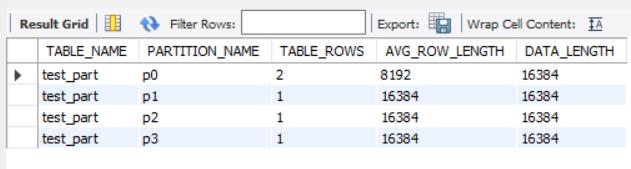 Result Grid Filter Rows: Export: Wrap Cell Content: IA
TABLE_NAME PARTITION_NAME TABLE_ROWS AVG_ROW_LENGTH DATA_LENGTH
test_part p0 2 8192 16384
test_part p1 1 16384 16384
test_part p2 1 16384 16384
test_part p3 1 16384 16384